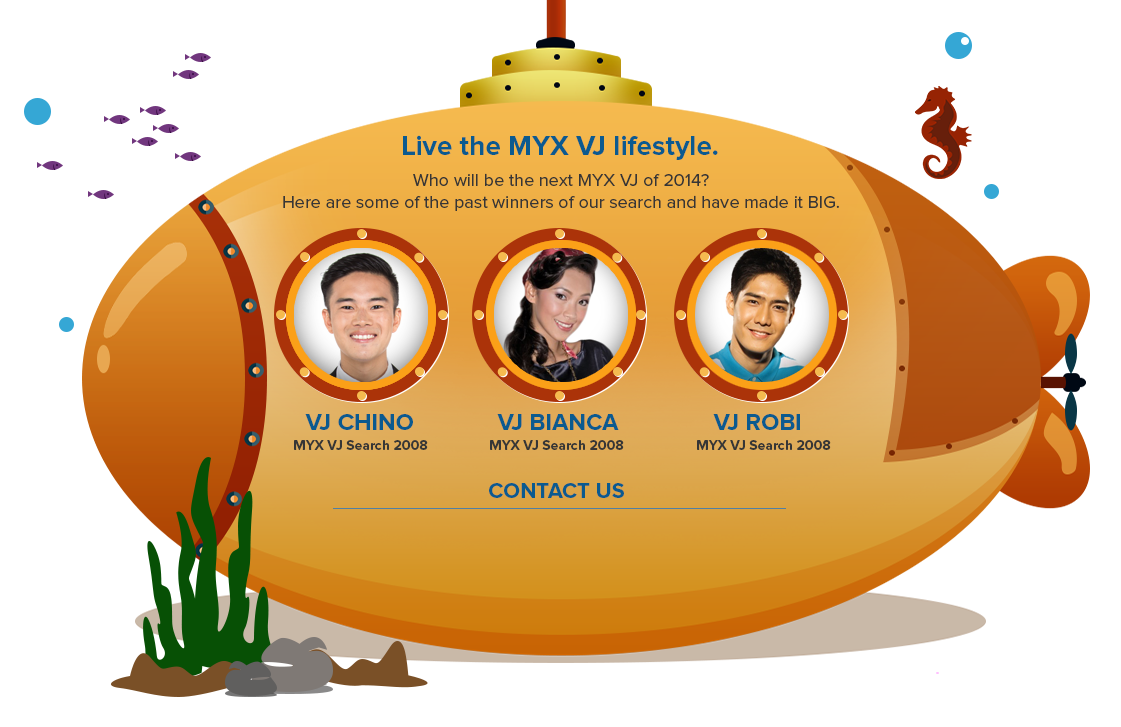 Live the MYX VJ lifestyle.
Who will be the next MYX VJ of 2014?
Here are some of the past winners of our search and have made it BIG.
VJ CHINO
MYX VJ Search 2008
VJ BIANCA
MYX VJ Search 2008
VJ ROBI
MYX VJ Search 2008
CONTACT US